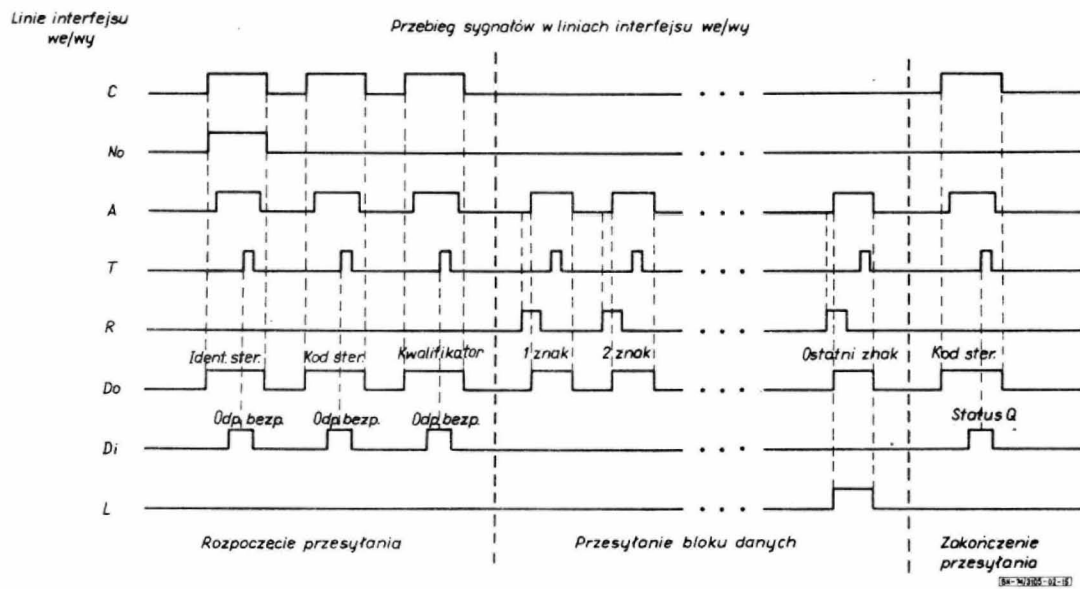 Linie interfejsu
we/wy
Przebieg sygnałów w liniach interfejsu we/wy
C
No
A
T
R
Ident. ster. Kod ster. Kwalifikator 1 znak 2 znak Ostatni znak Kod ster.
Do
Odp. bezp. Odp. bezp. Odp. bezp. Status Q
Di
L
Rozpoczęcie przesyłania
Przesyłanie bloku danych
Zakończenie
przesyłania